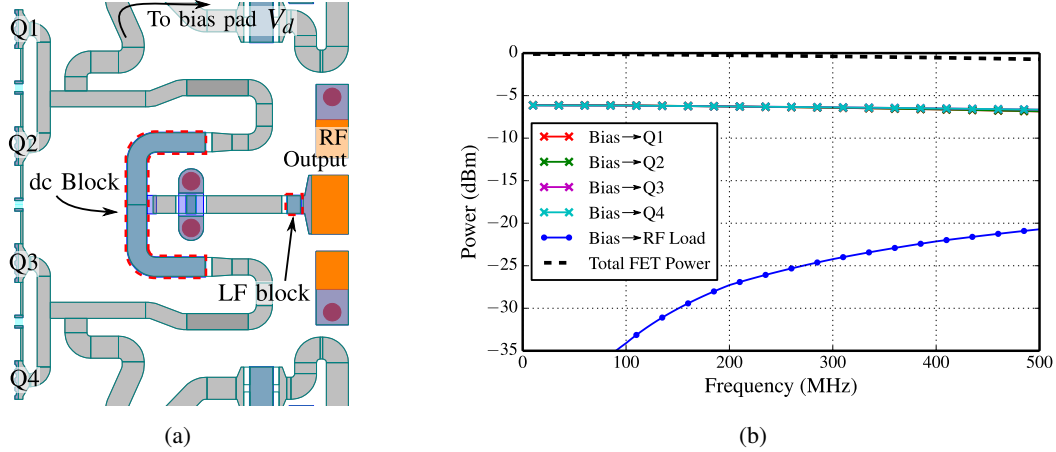 Q1
To bias pad V_d
Q2
RF
Output
dc Block
Q3
LF block
Q4
(a)
Power (dBm)
0
−5
−10
−15
−20
−25
−30
−35
Bias→Q1
Bias→Q2
Bias→Q3
Bias→Q4
Bias→RF Load
Total FET Power
0 100 200 300 400 500
Frequency (MHz)
(b)